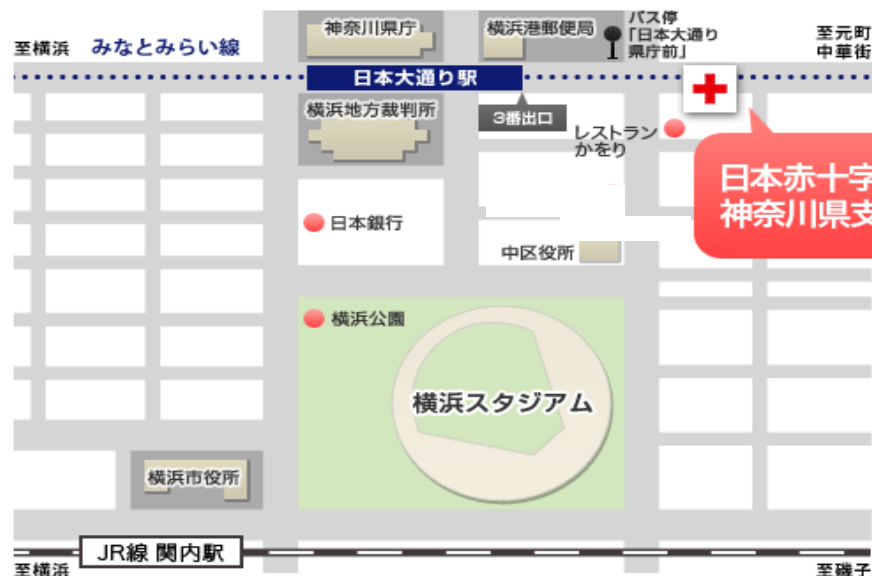 神奈川県庁
横浜港郵便局
バス停
「日本大通り
県庁前」
至元町
中華街
至横浜
みなとみらい線
日本大通り駅
横浜地方裁判所
3番出口
レストラン
かをり
日本赤十字
神奈川県支
日本銀行
中区役所
横浜公園
横浜スタジアム
横浜市役所
JR線 関内駅
至横浜
至磯子